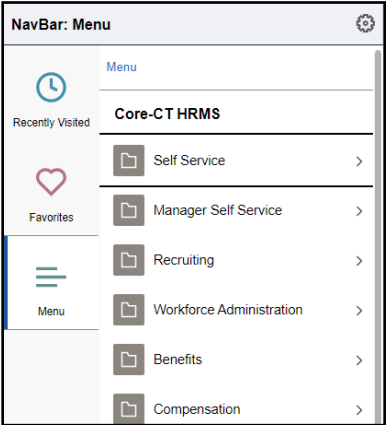 NavBar: Menu
Recently Visited
Favorites
Menu
Menu
Core-CT HRMS
Self Service
Manager Self Service
Recruiting
Workforce Administration
Benefits
Compensation